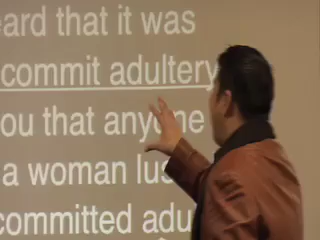 eard that it was
commit adultery
ou that anyone
a woman lus
committed adu